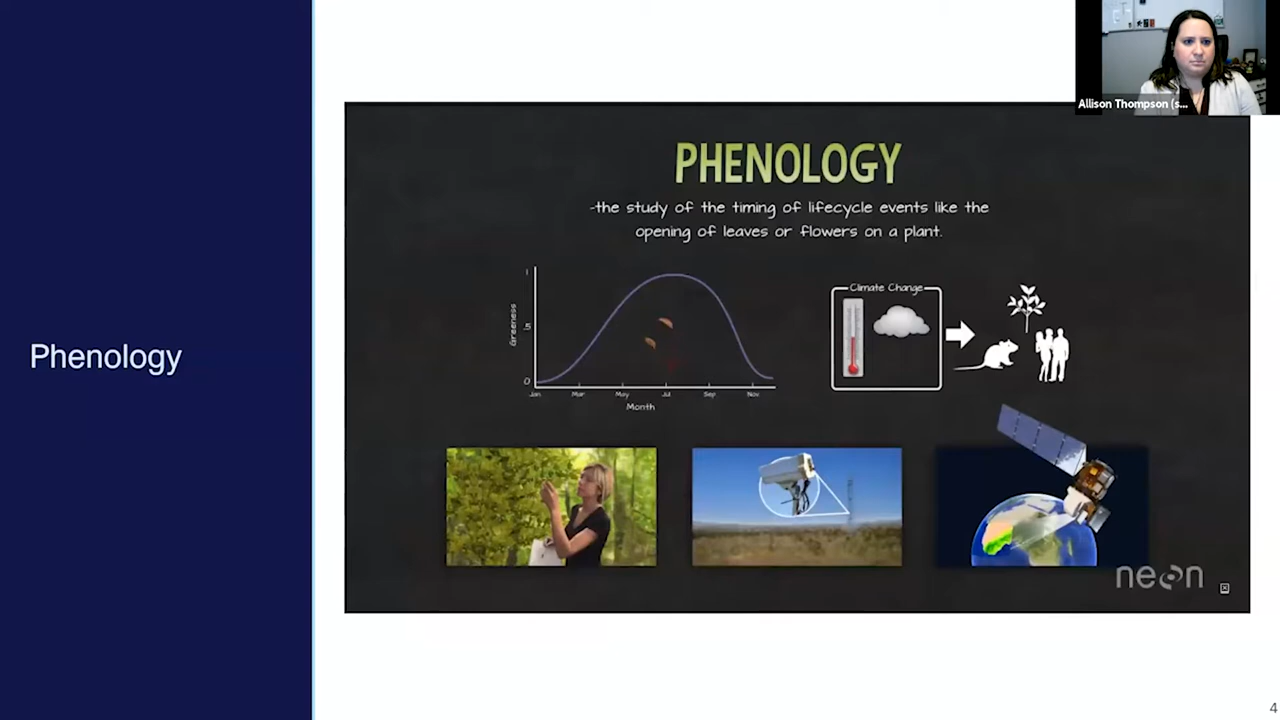 Allison Thompson (s...
Phenology
PHENOLOGY
-the study of the timing of lifecycle events like the
opening of leaves or flowers on a plant.
Greeness
1
.5
0
Jan
Mar
May
Jul
Sep
Nov
Month
Climate Change
neon
4